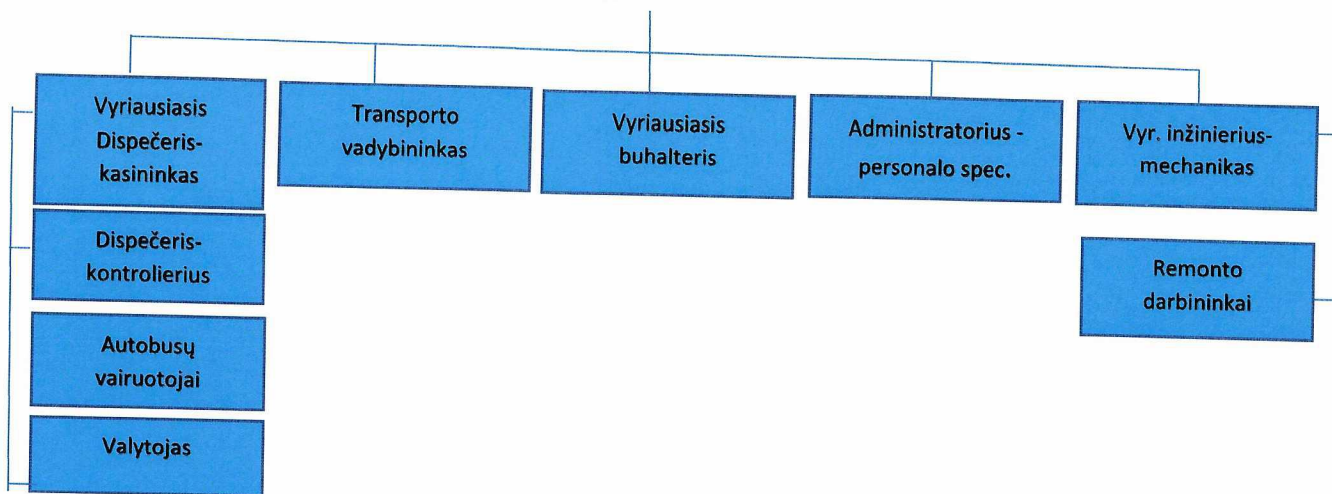 Vyriausiasis
Dispečeris-
kasininkas
Transporto
vadybininkas
Vyriausiasis
buhalteris
Administratorius -
personalo spec.
Vyr. inžinierius-
mechanikas
Dispečeris-
kontrolierius
Remonto
darbininkai
Autobusų
vairuotojai
Valytojas